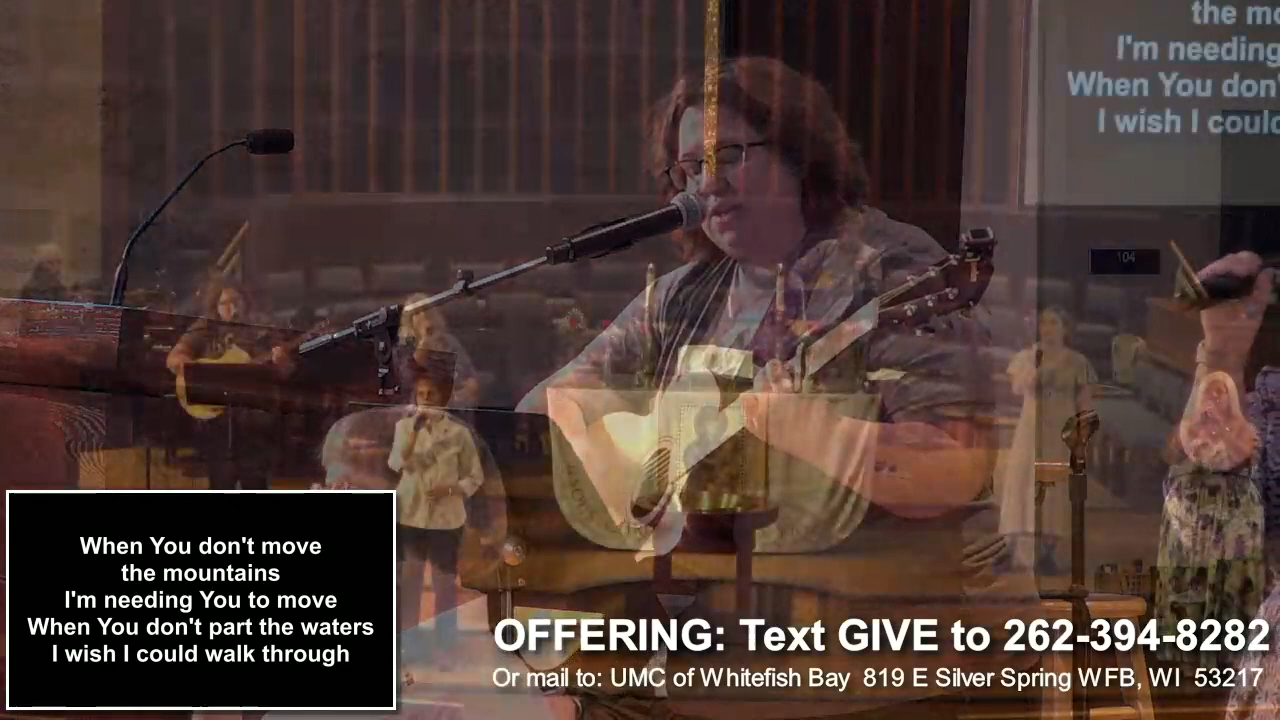 the
I'm needing
When You don'
I wish I could
104
When You don't move
the mountains
I'm needing You to move
When You don't part the waters
I wish I could walk through
OFFERING: Text GIVE to 262-394-8282
Or mail to: UMC of Whitefish Bay 819 E Silver Spring WFB, WI 53217